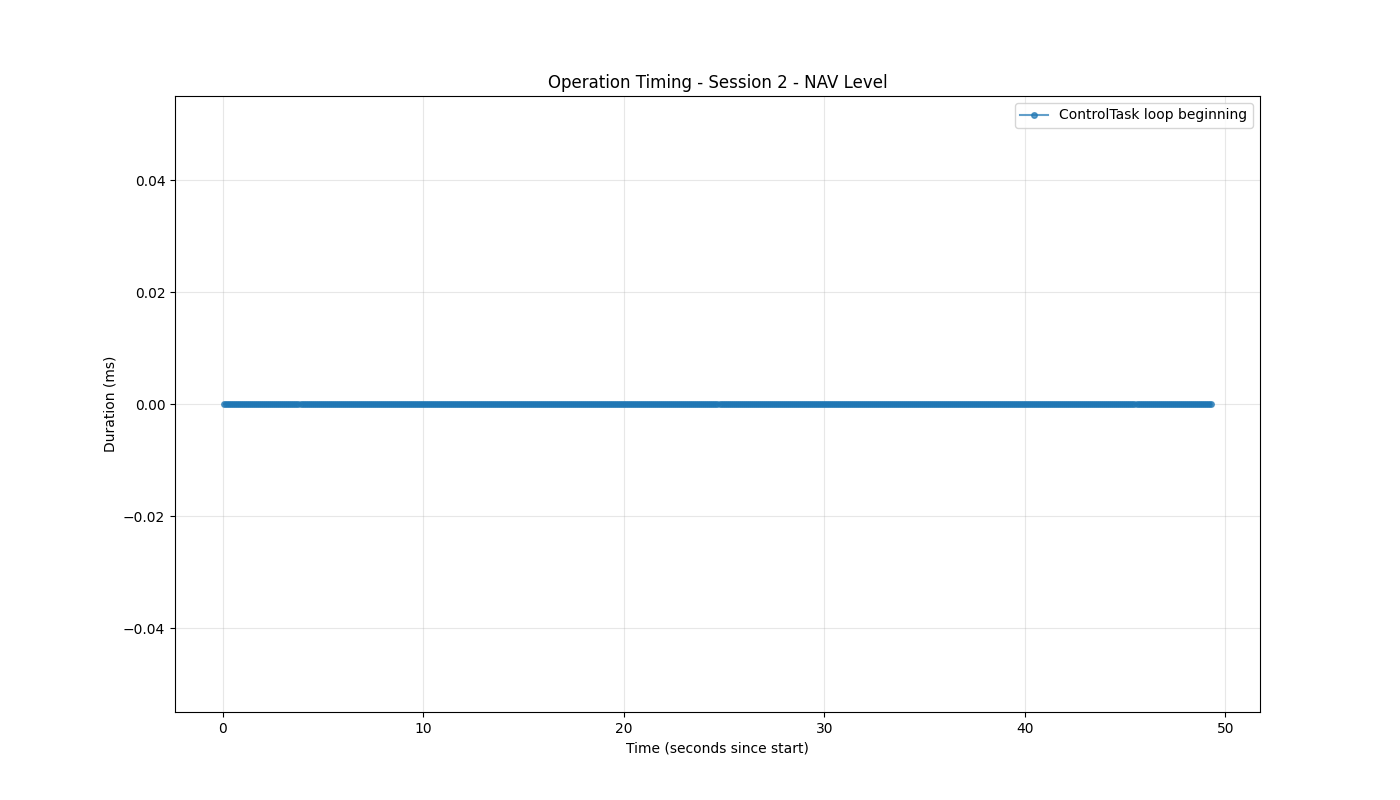 Operation Timing - Session 2 - NAV Level
ControlTask loop beginning
0.04
0.02
0.00
−0.02
−0.04
Duration (ms)
0 10 20 30 40 50
Time (seconds since start)